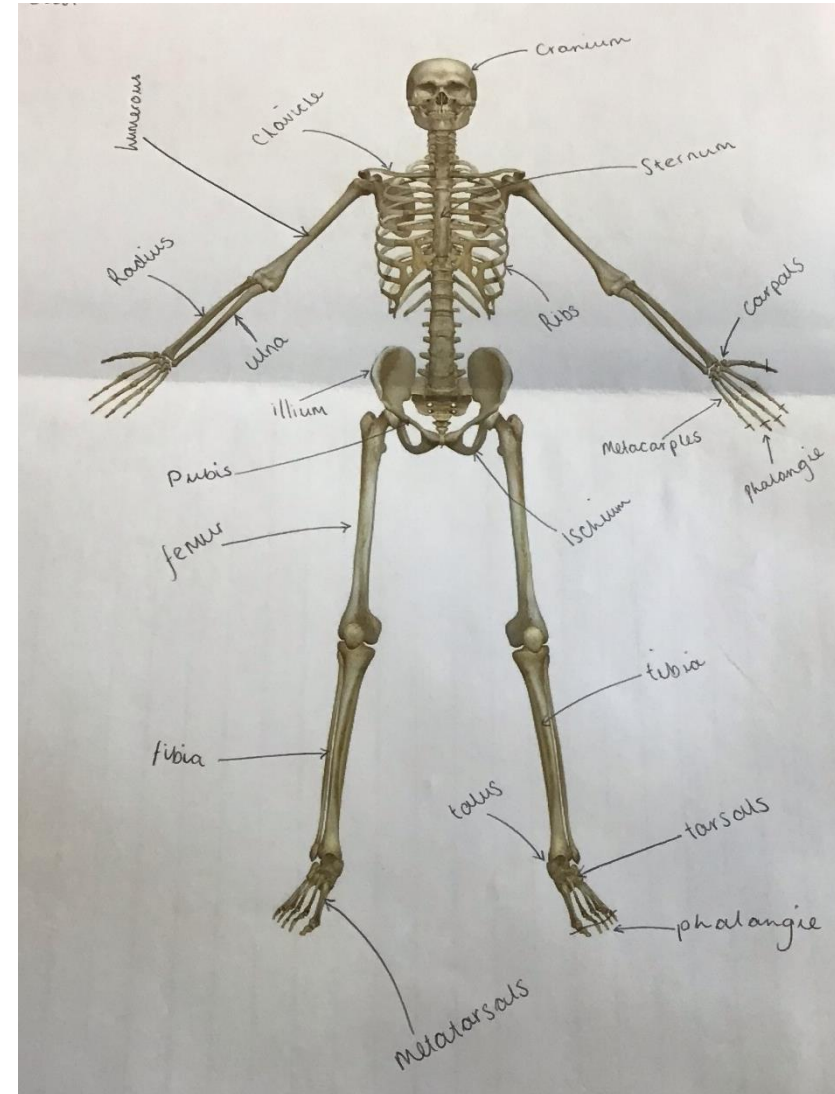 Cranium
humerous
Clavicle
Sternum
Radius
ulna
Ribs
Carpals
illium
Metacarples
phalangie
Pubis
Ischium
femur
tibia
fibia
talus
tarsals
phalangie
Metatarsals